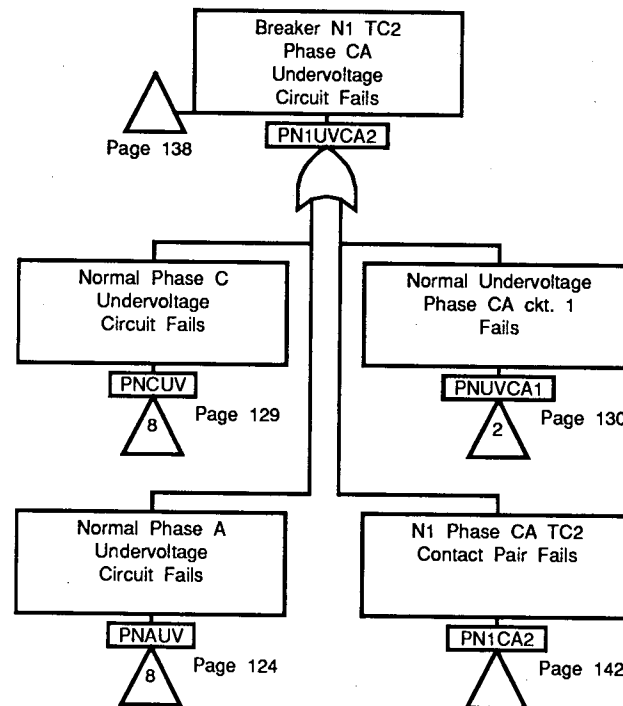 Breaker N1 TC2
Phase CA
Undervoltage
Circuit Fails
PN1UVCA2
Page 138
Normal Phase C
Undervoltage
Circuit Fails
PNCUV
8
Page 129
Normal Undervoltage
Phase CA ckt. 1
Fails
PNUVCA1
2
Page 130
Normal Phase A
Undervoltage
Circuit Fails
PNAUV
8
Page 124
N1 Phase CA TC2
Contact Pair Fails
PN1CA2
Page 142